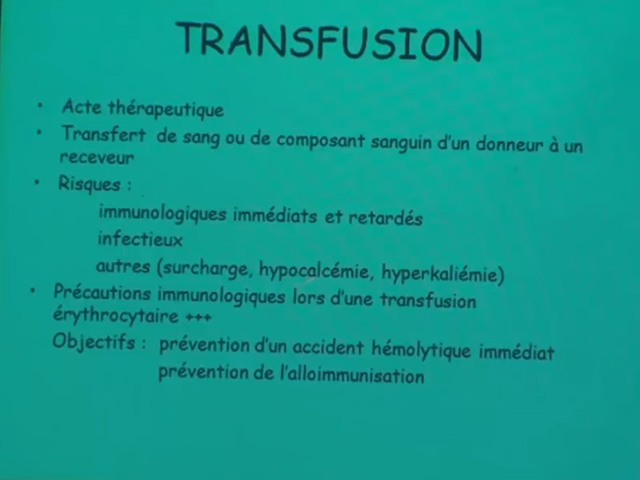 TRANSFUSION
• Acte thérapeutique
• Transfert de sang ou de composant sanguin d'un donneur à un
receveur
• Risques :
immunologiques immédiats et retardés
infectieux
autres (surcharge, hypocalcémie, hyperkaliémie)
• Précautions immunologiques lors d'une transfusion
érythrocytaire +++
Objectifs : prévention d'un accident hémolytique immédiat
prévention de l'alloimmunisation